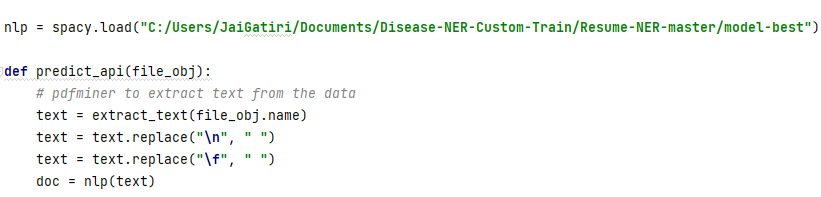 nlp = spacy.load("C:/Users/JaiGatiri/Documents/Disease-NER-Custom-Train/Resume-NER-master/model-best")
def predict_api(file_obj):
    # pdfminer to extract text from the data
    text = extract_text(file_obj.name)
    text = text.replace("\n", " ")
    text = text.replace("\f", " ")
    doc = nlp(text)